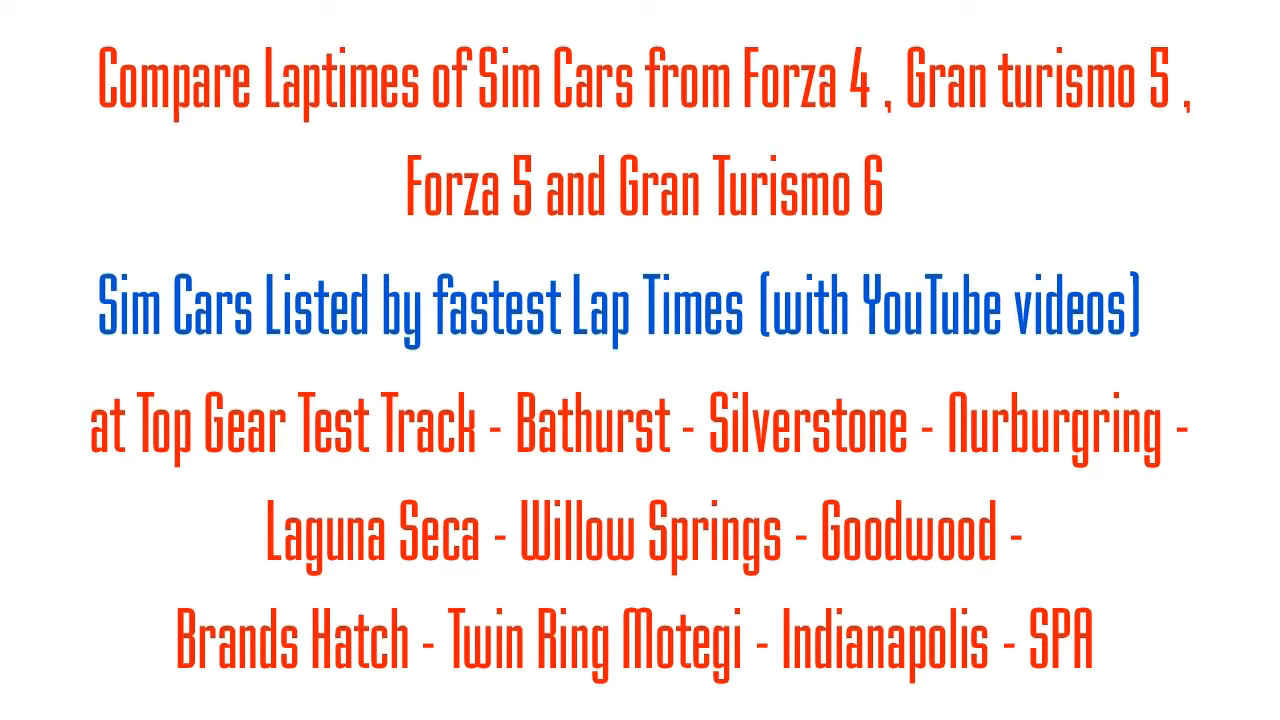 Compare Laptimes of Sim Cars from Forza 4 , Gran turismo 5 ,
Forza 5 and Gran Turismo 6
Sim Cars Listed by fastest Lap Times (with YouTube videos)
at Top Gear Test Track - Bathurst - Silverstone - Nurburgring -
Laguna Seca - Willow Springs - Goodwood -
Brands Hatch - Twin Ring Motegi - Indianapolis - SPA